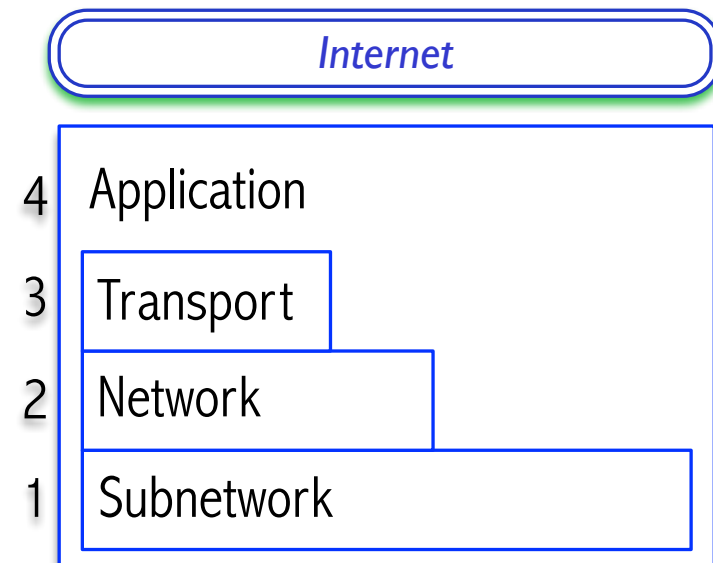 Internet
4 Application
3 Transport
2 Network
1 Subnetwork